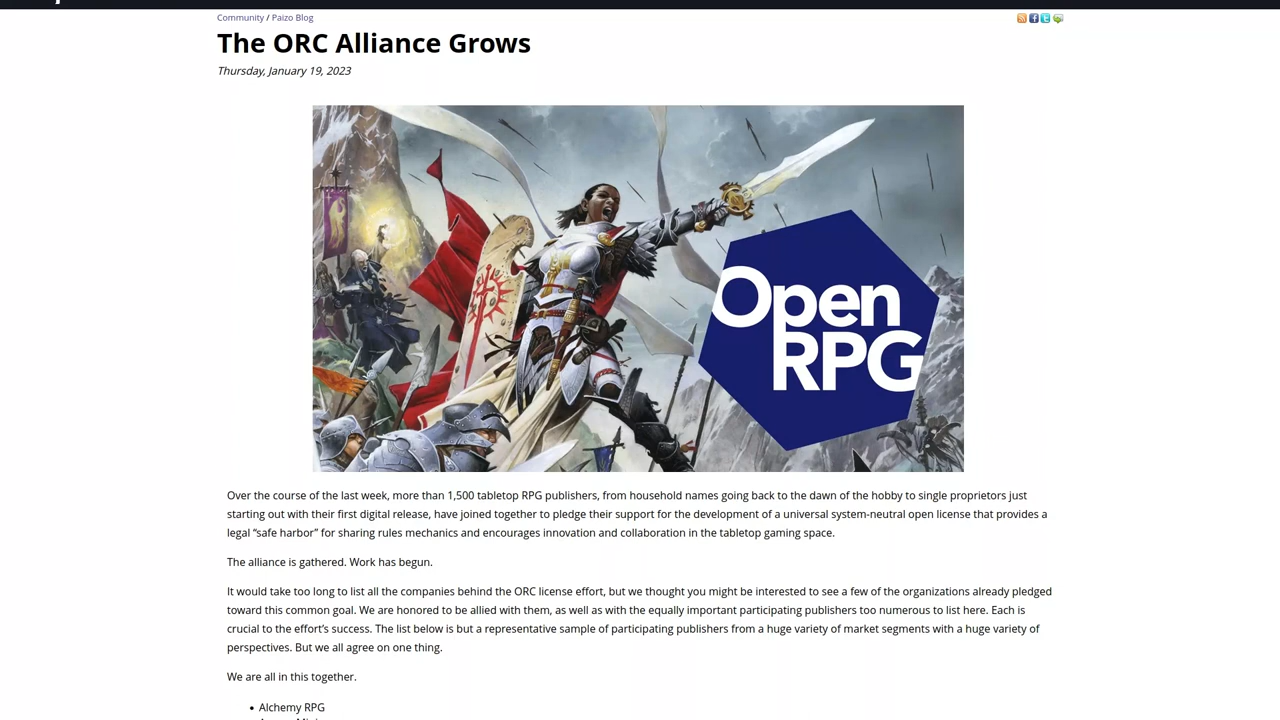 Community / Paizo Blog
The ORC Alliance Grows
Thursday, January 19, 2023
Open
RPG
Over the course of the last week, more than 1,500 tabletop RPG publishers, from household names going back to the dawn of the hobby to single proprietors just
starting out with their first digital release, have joined together to pledge their support for the development of a universal system-neutral open license that provides a
legal “safe harbor” for sharing rules mechanics and encourages innovation and collaboration in the tabletop gaming space.
The alliance is gathered. Work has begun.
It would take too long to list all the companies behind the ORC license effort, but we thought you might be interested to see a few of the organizations already pledged
toward this common goal. We are honored to be allied with them, as well as with the equally important participating publishers too numerous to list here. Each is
crucial to the effort’s success. The list below is but a representative sample of participating publishers from a huge variety of market segments with a huge variety of
perspectives. But we all agree on one thing.
We are all in this together.
• Alchemy RPG